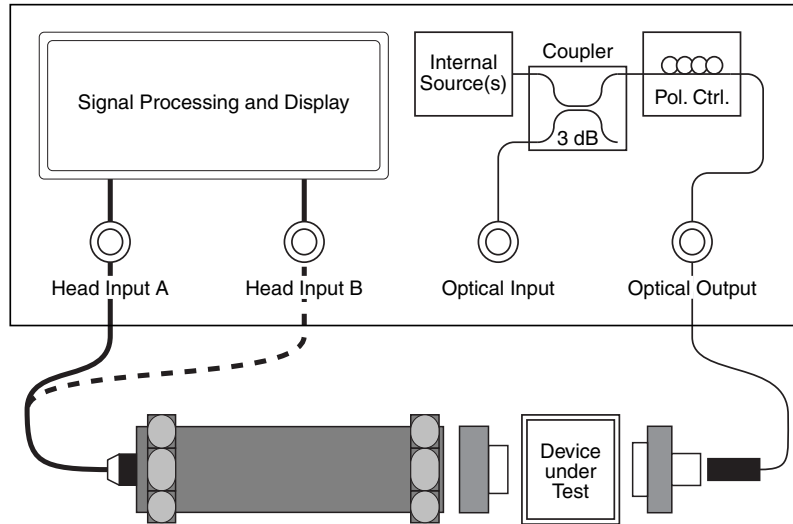 Signal Processing and Display
Internal
Source(s)
Coupler
3 dB
Pol. Ctrl.
Head Input A
Head Input B
Optical Input
Optical Output
Device
under
Test